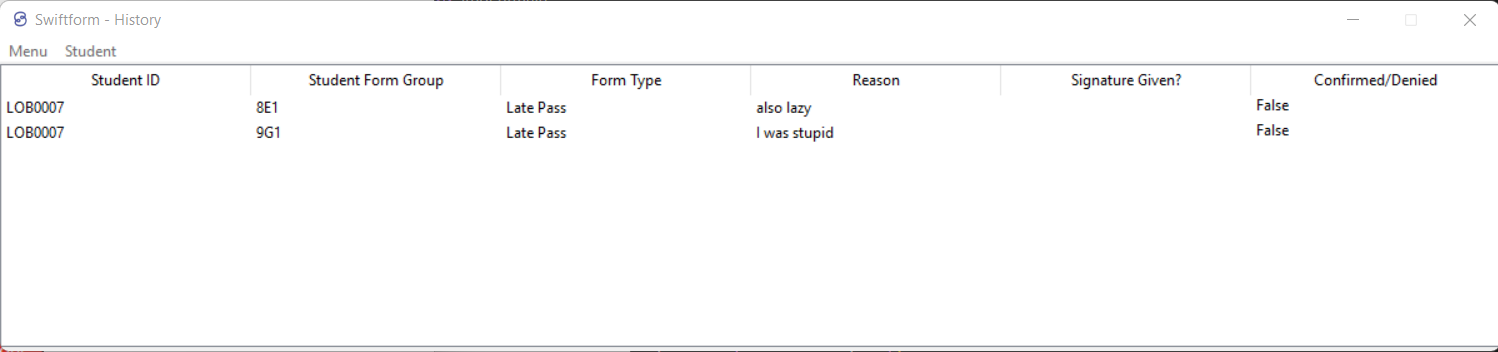 Swiftform - History
Menu Student
Student ID Student Form Group Form Type Reason Signature Given? Confirmed/Denied
LOB0007 8E1 Late Pass also lazy False
LOB0007 9G1 Late Pass I was stupid False